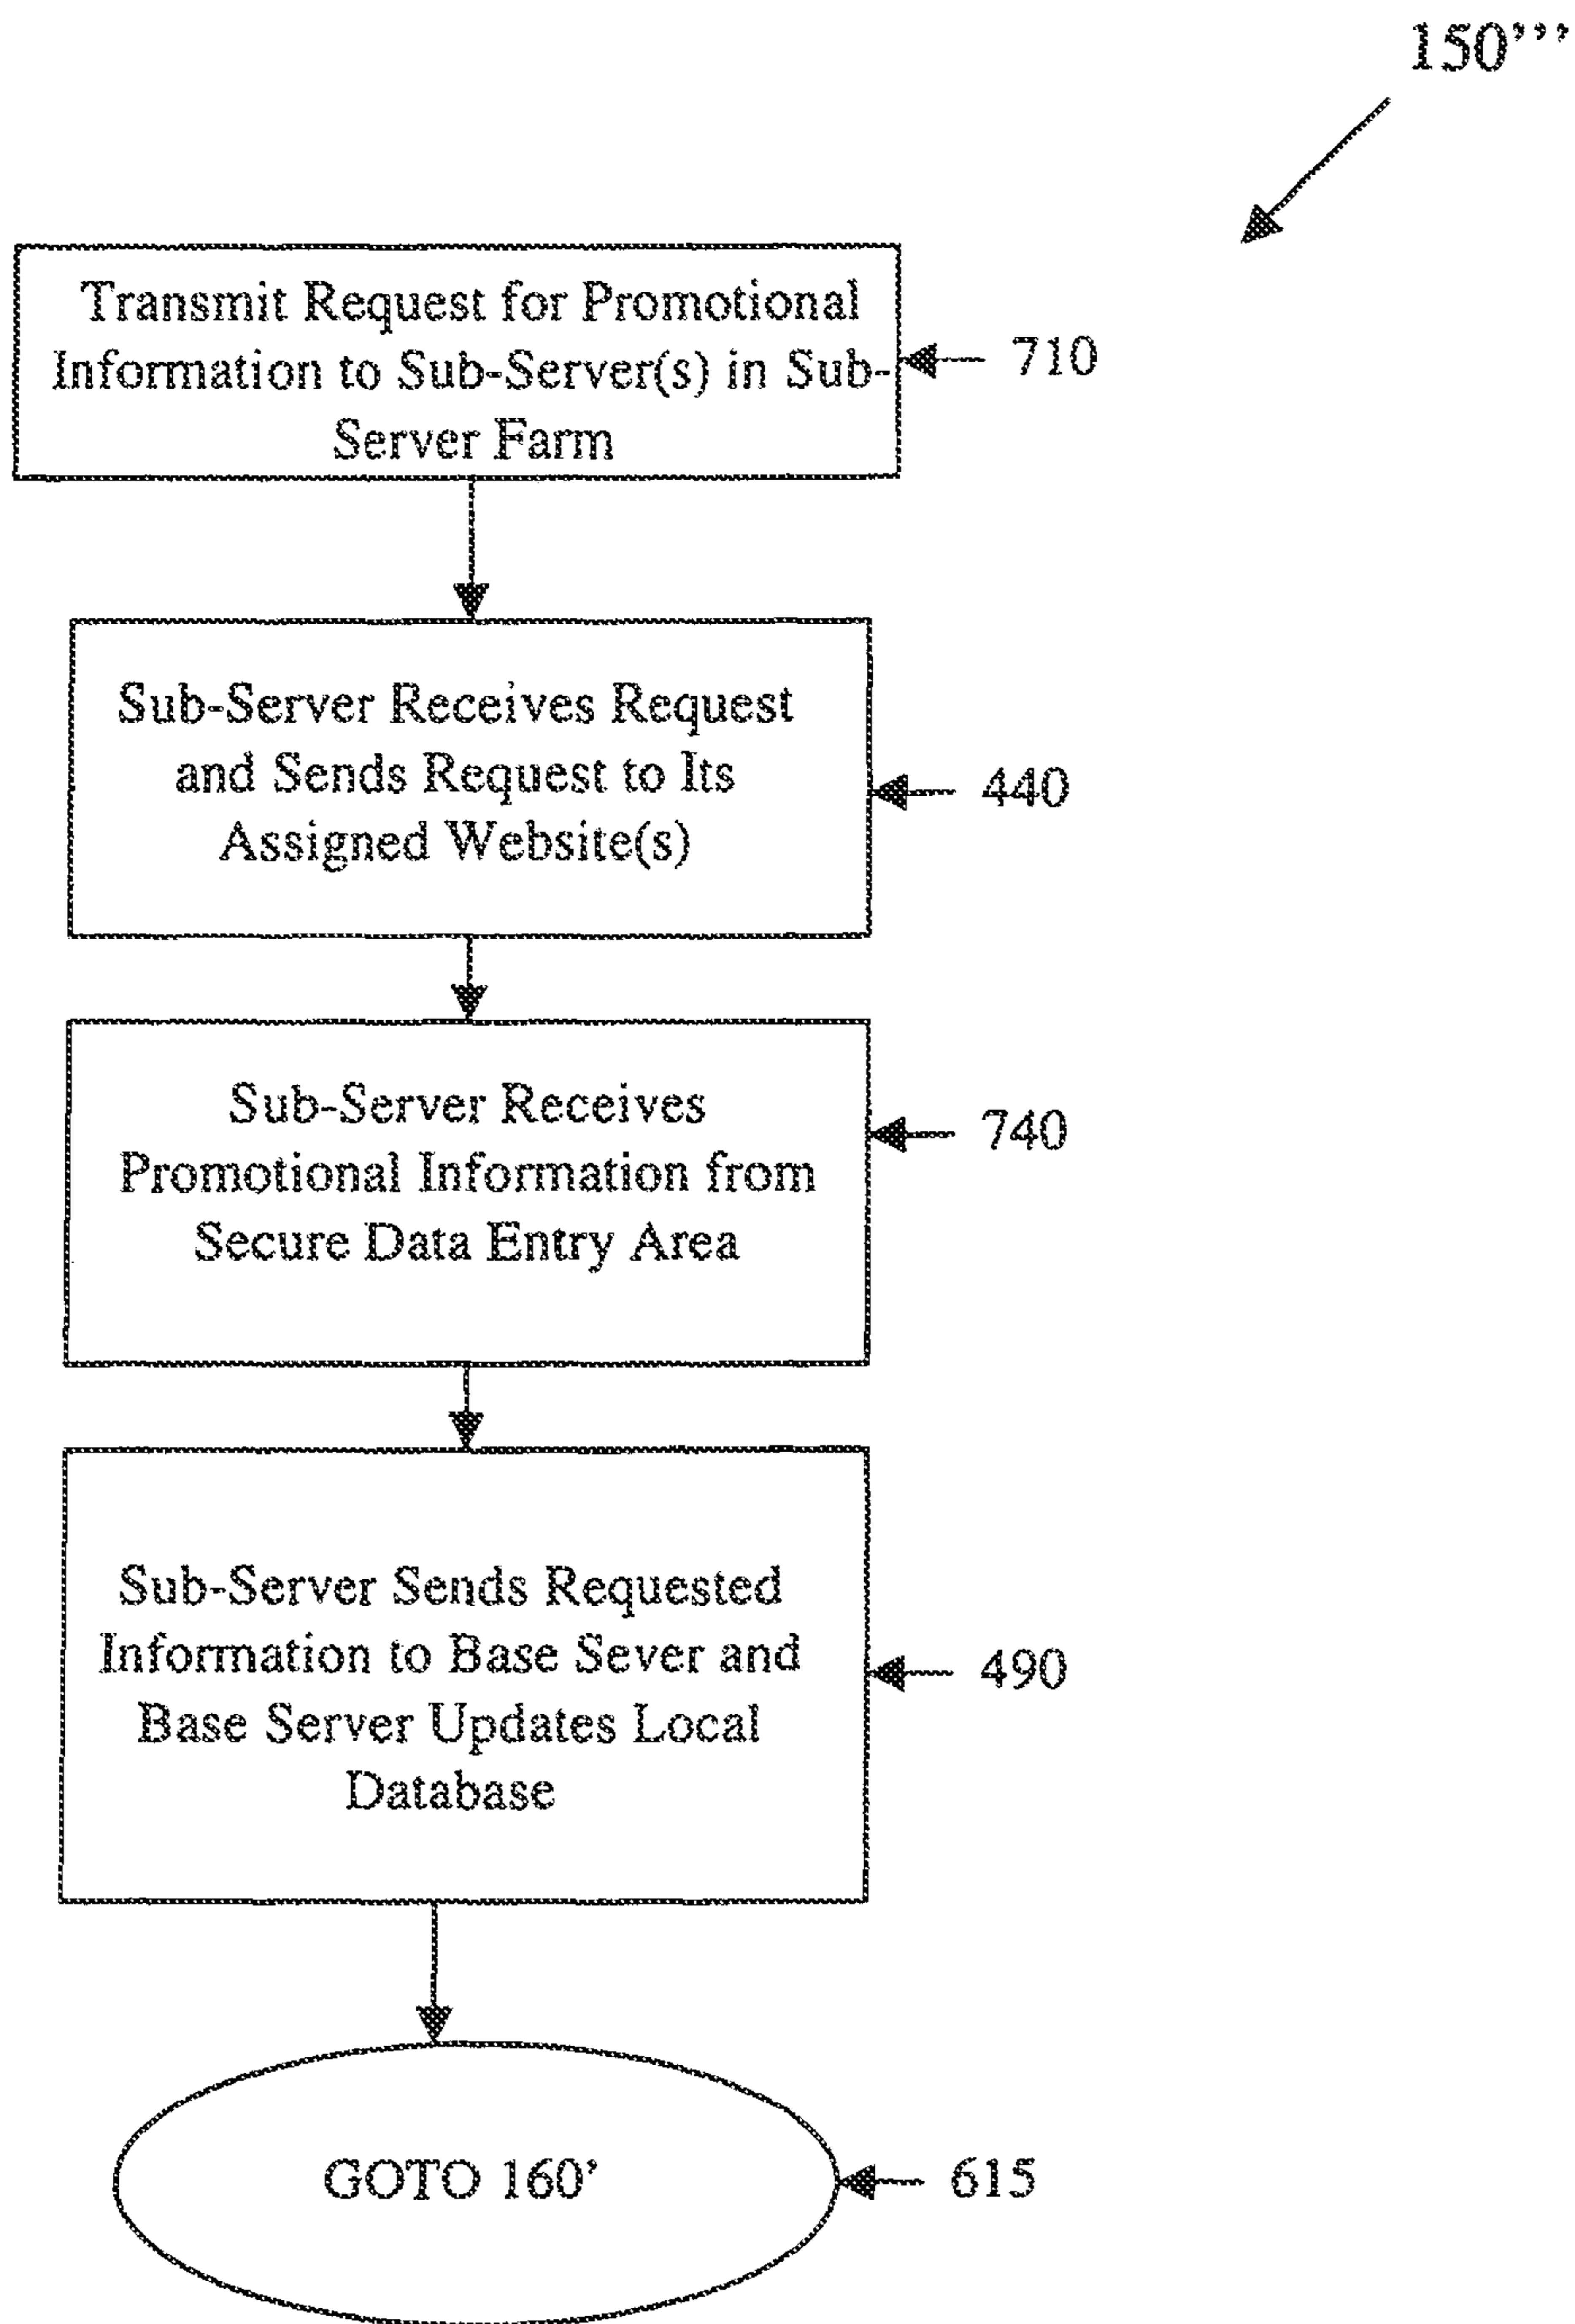 150’’’
Transmit Request for Promotional
Information to Sub-Server(s) in Sub-
Server Farm
710
Sub-Server Receives Request
and Sends Request to Its
Assigned Website(s)
440
Sub-Server Receives
Promotional Information from
Secure Data Entry Area
740
Sub-Server Sends Requested
Information to Base Sever and
Base Server Updates Local
Database
490
GOTO 160’
615